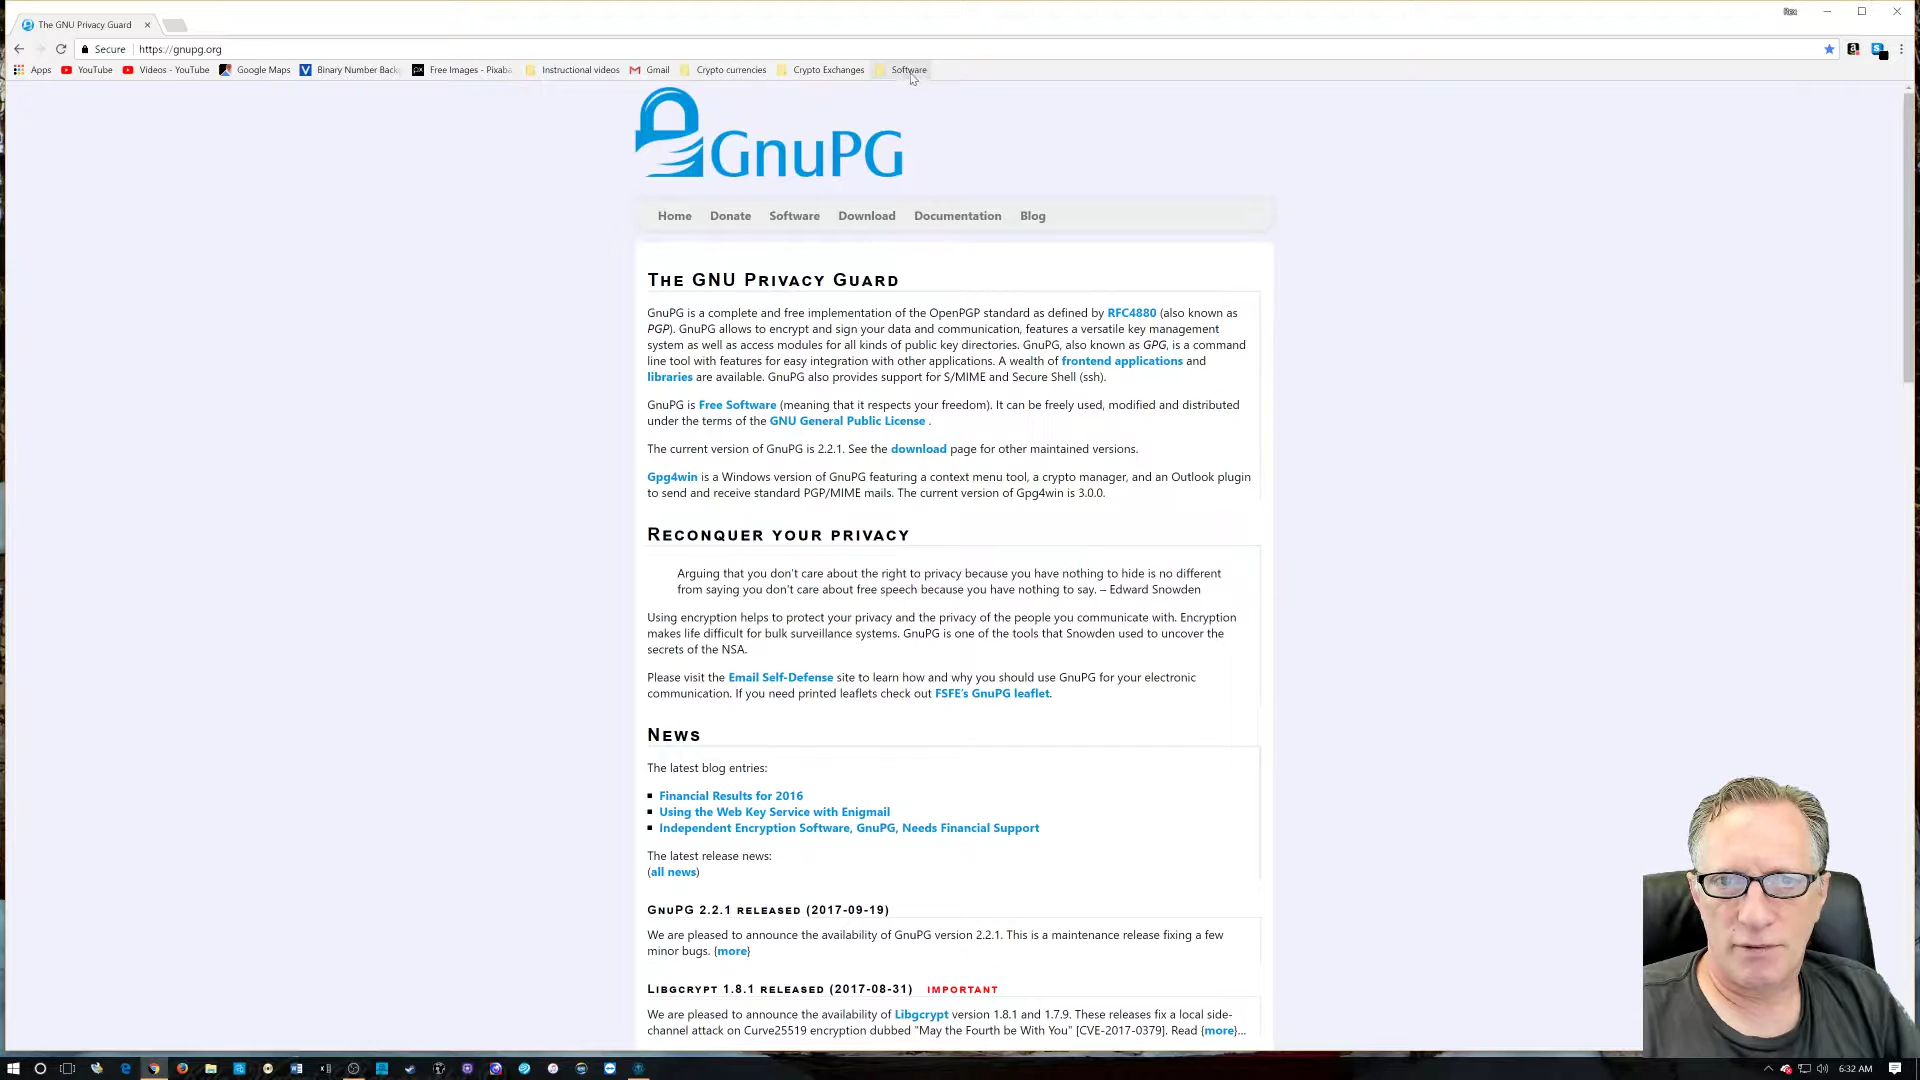 The GNU Privacy Guard
Secure
https://gnupg.org
Apps
YouTube
Videos - YouTube
Google Maps
Binary Number Back
Free Images - Pixaba
Instructional videos
Gmail
Crypto currencies
Crypto Exchanges
Software
GnuPG
Home Donate Software Download Documentation Blog
The GNU Privacy Guard
GnuPG is a complete and free implementation of the OpenPGP standard as defined by RFC4880 (also known as
PGP). GnuPG allows to encrypt and sign your data and communication, features a versatile key management
system as well as access modules for all kinds of public key directories. GnuPG, also known as GPG, is a command
line tool with features for easy integration with other applications. A wealth of frontend applications and
libraries are available. GnuPG also provides support for S/MIME and Secure Shell (ssh).
GnuPG is Free Software (meaning that it respects your freedom). It can be freely used, modified and distributed
under the terms of the GNU General Public License .
The current version of GnuPG is 2.2.1. See the download page for other maintained versions.
Gpg4win is a Windows version of GnuPG featuring a context menu tool, a crypto manager, and an Outlook plugin
to send and receive standard PGP/MIME mails. The current version of Gpg4win is 3.0.0.
Reconquer your privacy
Arguing that you don't care about the right to privacy because you have nothing to hide is no different
from saying you don't care about free speech because you have nothing to say. – Edward Snowden
Using encryption helps to protect your privacy and the privacy of the people you communicate with. Encryption
makes life difficult for bulk surveillance systems. GnuPG is one of the tools that Snowden used to uncover the
secrets of the NSA.
Please visit the Email Self-Defense site to learn how and why you should use GnuPG for your electronic
communication. If you need printed leaflets check out FSFE's GnuPG leaflet.
News
The latest blog entries:
Financial Results for 2016
Using the Web Key Service with Enigmail
Independent Encryption Software, GnuPG, Needs Financial Support
The latest release news:
(all news)
GnuPG 2.2.1 released (2017-09-19)
We are pleased to announce the availability of GnuPG version 2.2.1. This is a maintenance release fixing a few
minor bugs. {more}
Libgcrypt 1.8.1 released (2017-08-31) important
We are pleased to announce the availability of Libgcrypt version 1.8.1 and 1.7.9. These releases fix a local side-
channel attack on Curve25519 encryption dubbed "May the Fourth be With You" [CVE-2017-0379]. Read {more}...
6:32 AM